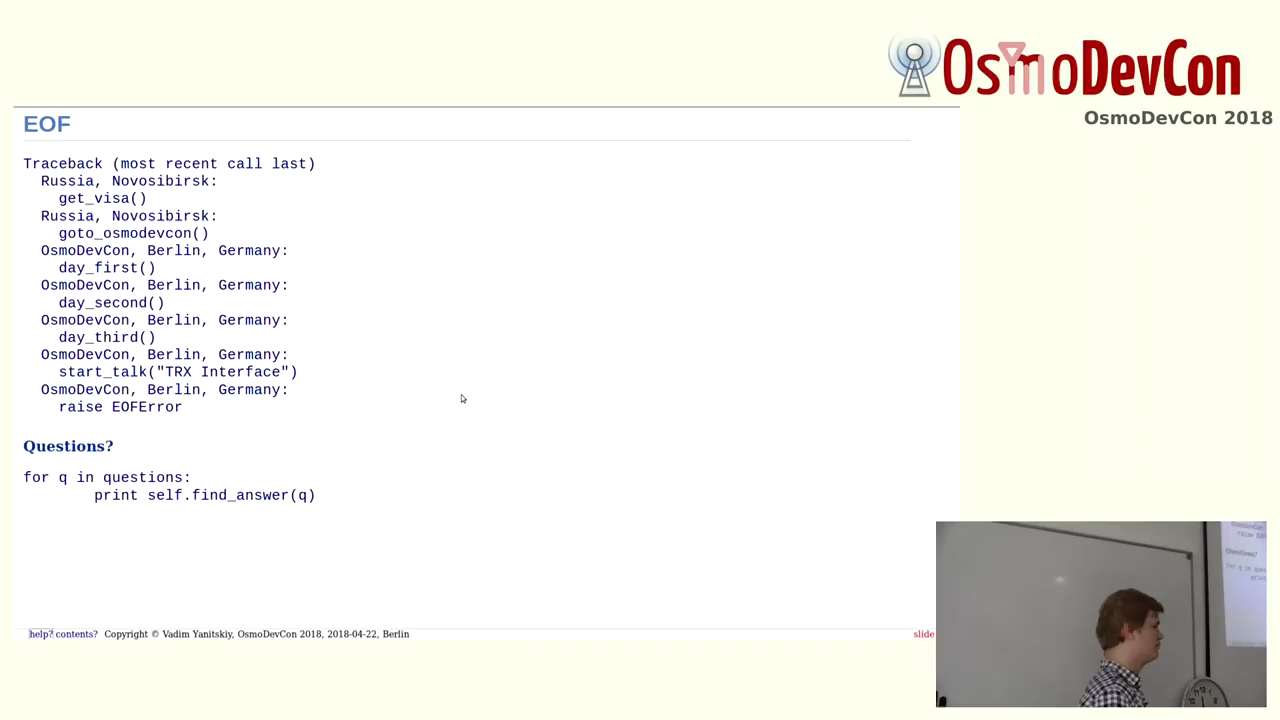 OsmoDevCon
OsmoDevCon 2018
EOF
Traceback (most recent call last)
Russia, Novosibirsk:
get_visa()
Russia, Novosibirsk:
goto_osmodevcon()
OsmoDevCon, Berlin, Germany:
day_first()
OsmoDevCon, Berlin, Germany:
day_second()
OsmoDevCon, Berlin, Germany:
day_third()
OsmoDevCon, Berlin, Germany:
start_talk("TRX Interface")
OsmoDevCon, Berlin, Germany:
raise EOFError
Questions?
for q in questions:
print self.find_answer(q)
help? contents? Copyright © Vadim Yanitskiy, OsmoDevCon 2018, 2018-04-22, Berlin
slide